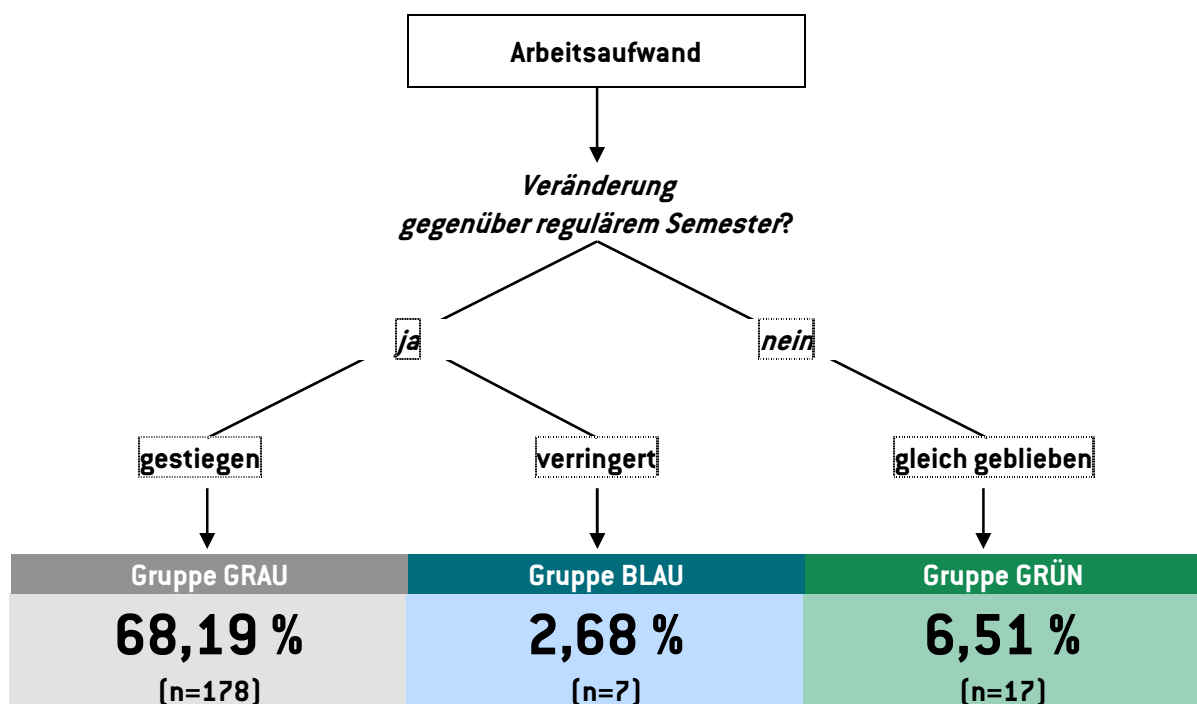 Arbeitsaufwand
Veränderung
gegenüber regulärem Semester?
ja
nein
gestiegen
verringert
gleich geblieben
Gruppe GRAU
Gruppe BLAU
Gruppe GRÜN
68,19 %
2,68 %
6,51 %
(n=178)
(n=7)
(n=17)